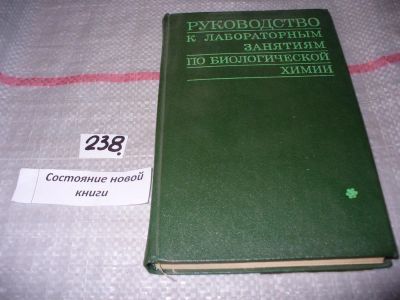 РУКОВОДСТВО
К ЛАБОРАТОРНЫМ
ЗАНЯТИЯМ
ПО БИОЛОГИЧЕСКОЙ
ХИМИИ
238.
Состояние новой
книги